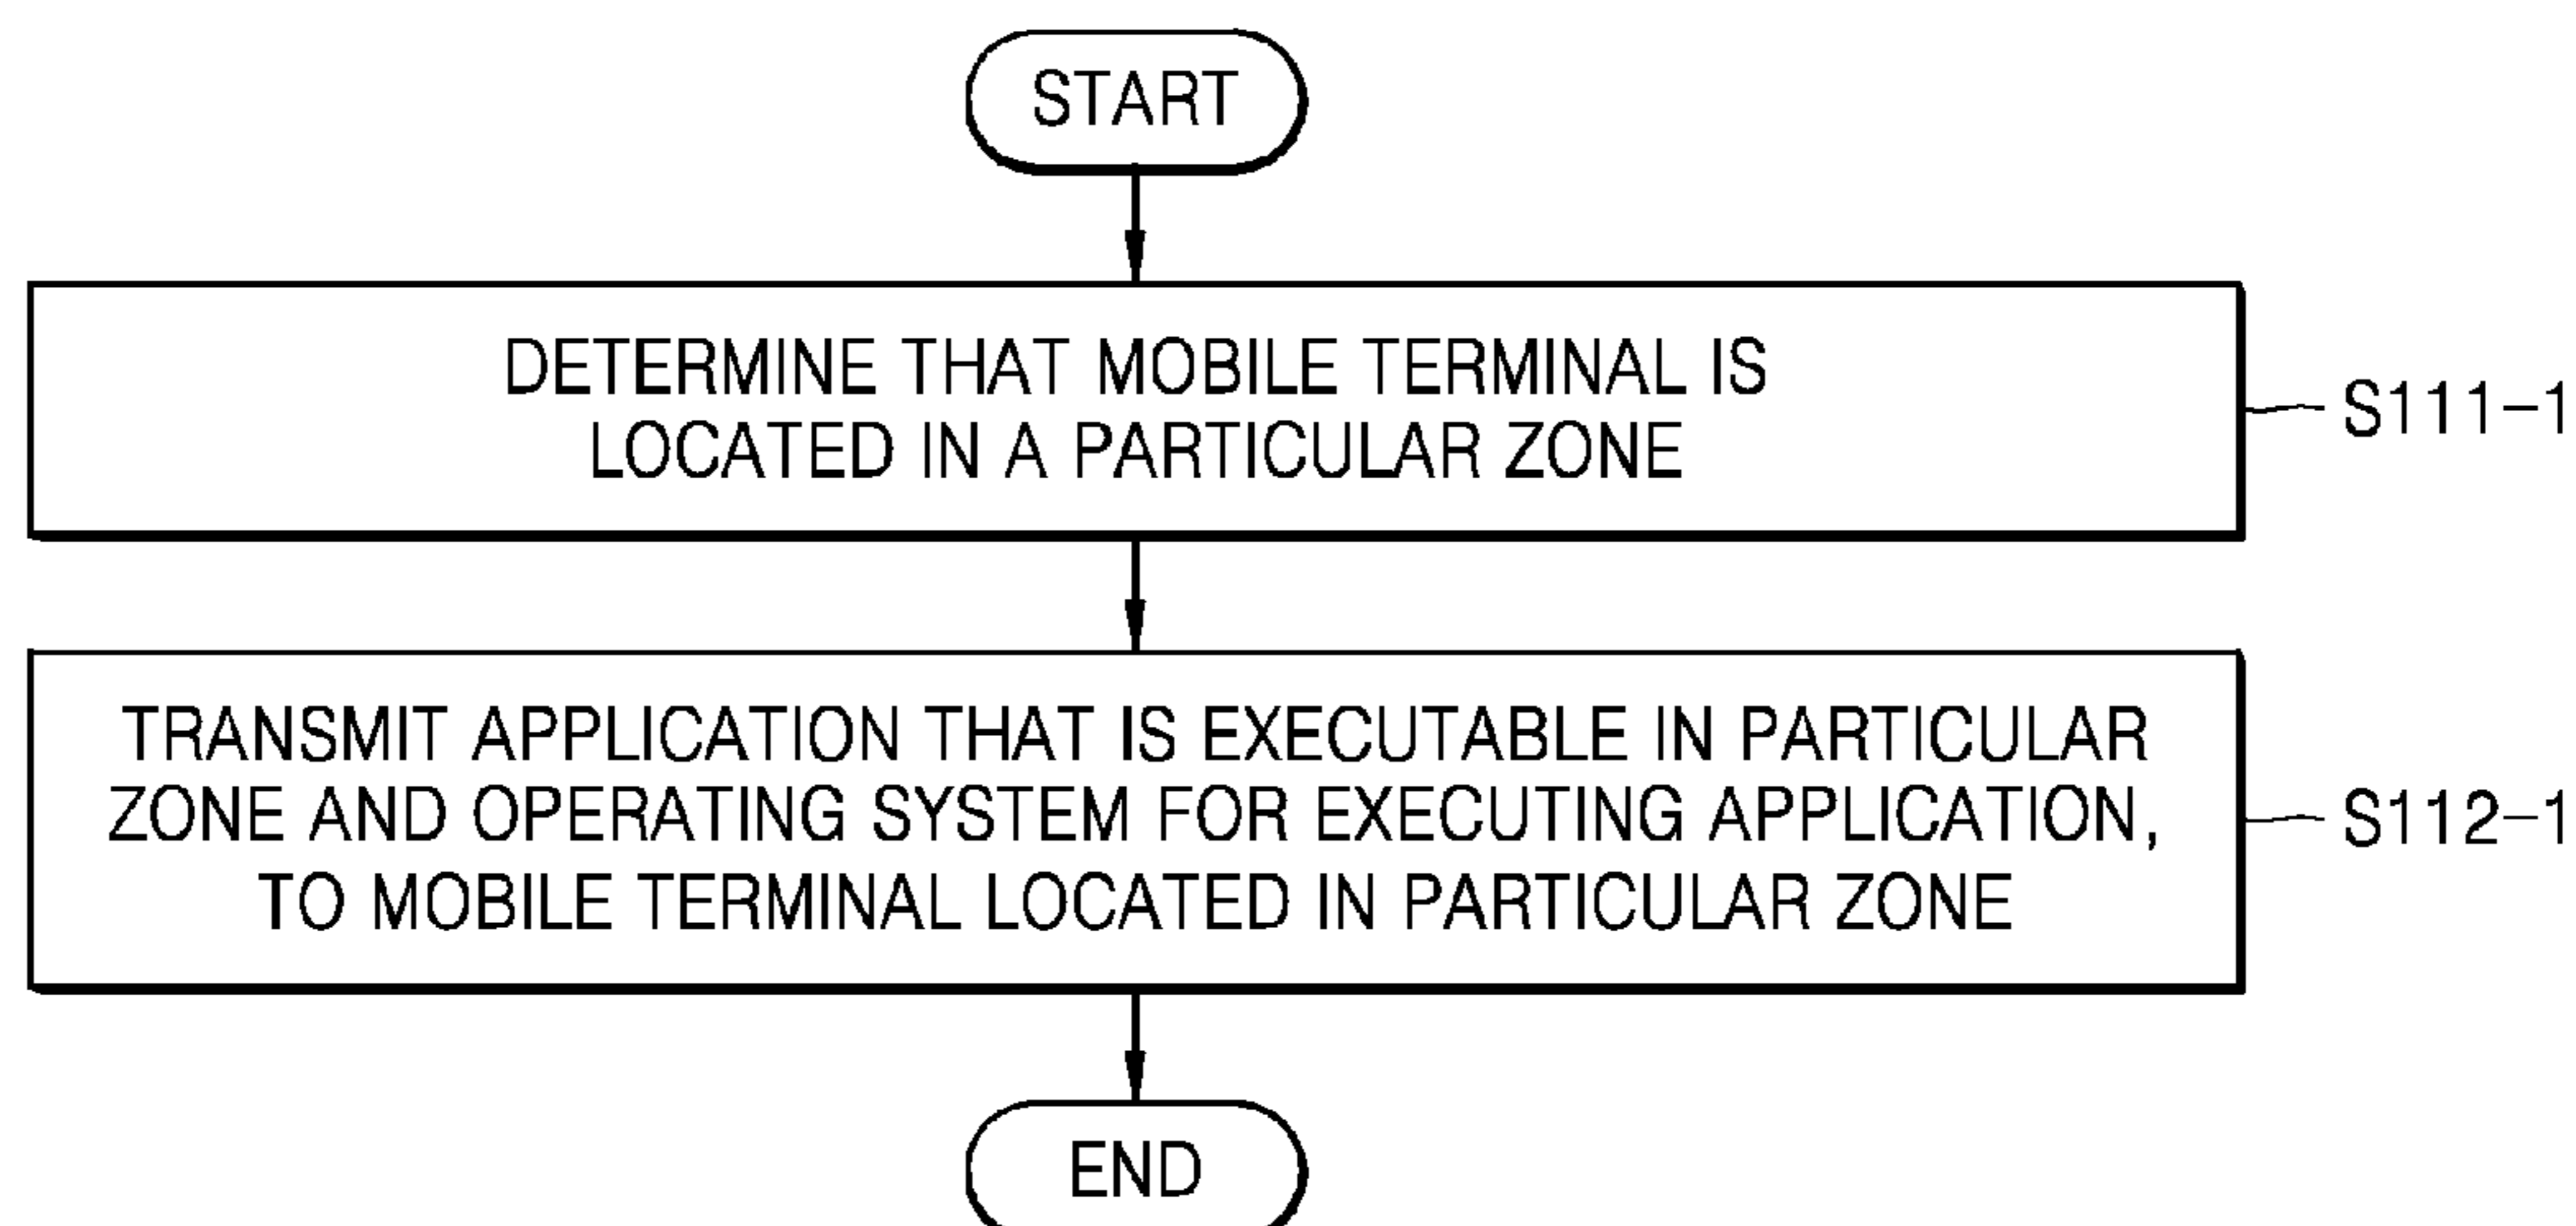 START
DETERMINE THAT MOBILE TERMINAL IS
LOCATED IN A PARTICULAR ZONE
S111-1
TRANSMIT APPLICATION THAT IS EXECUTABLE IN PARTICULAR
ZONE AND OPERATING SYSTEM FOR EXECUTING APPLICATION,
TO MOBILE TERMINAL LOCATED IN PARTICULAR ZONE
S112-1
END